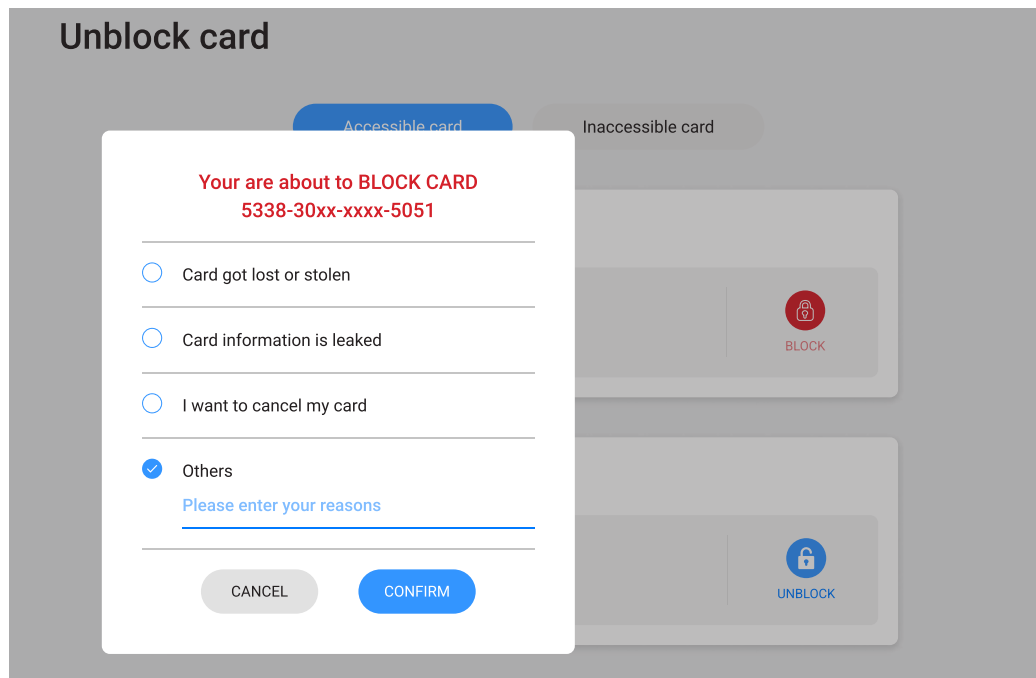 Unblock card
Accessible card
Inaccessible card
Your are about to BLOCK CARD
5338-30xx-xxxx-5051
Card got lost or stolen
Card information is leaked
I want to cancel my card
Others
Please enter your reasons
CANCEL
CONFIRM
BLOCK
UNBLOCK